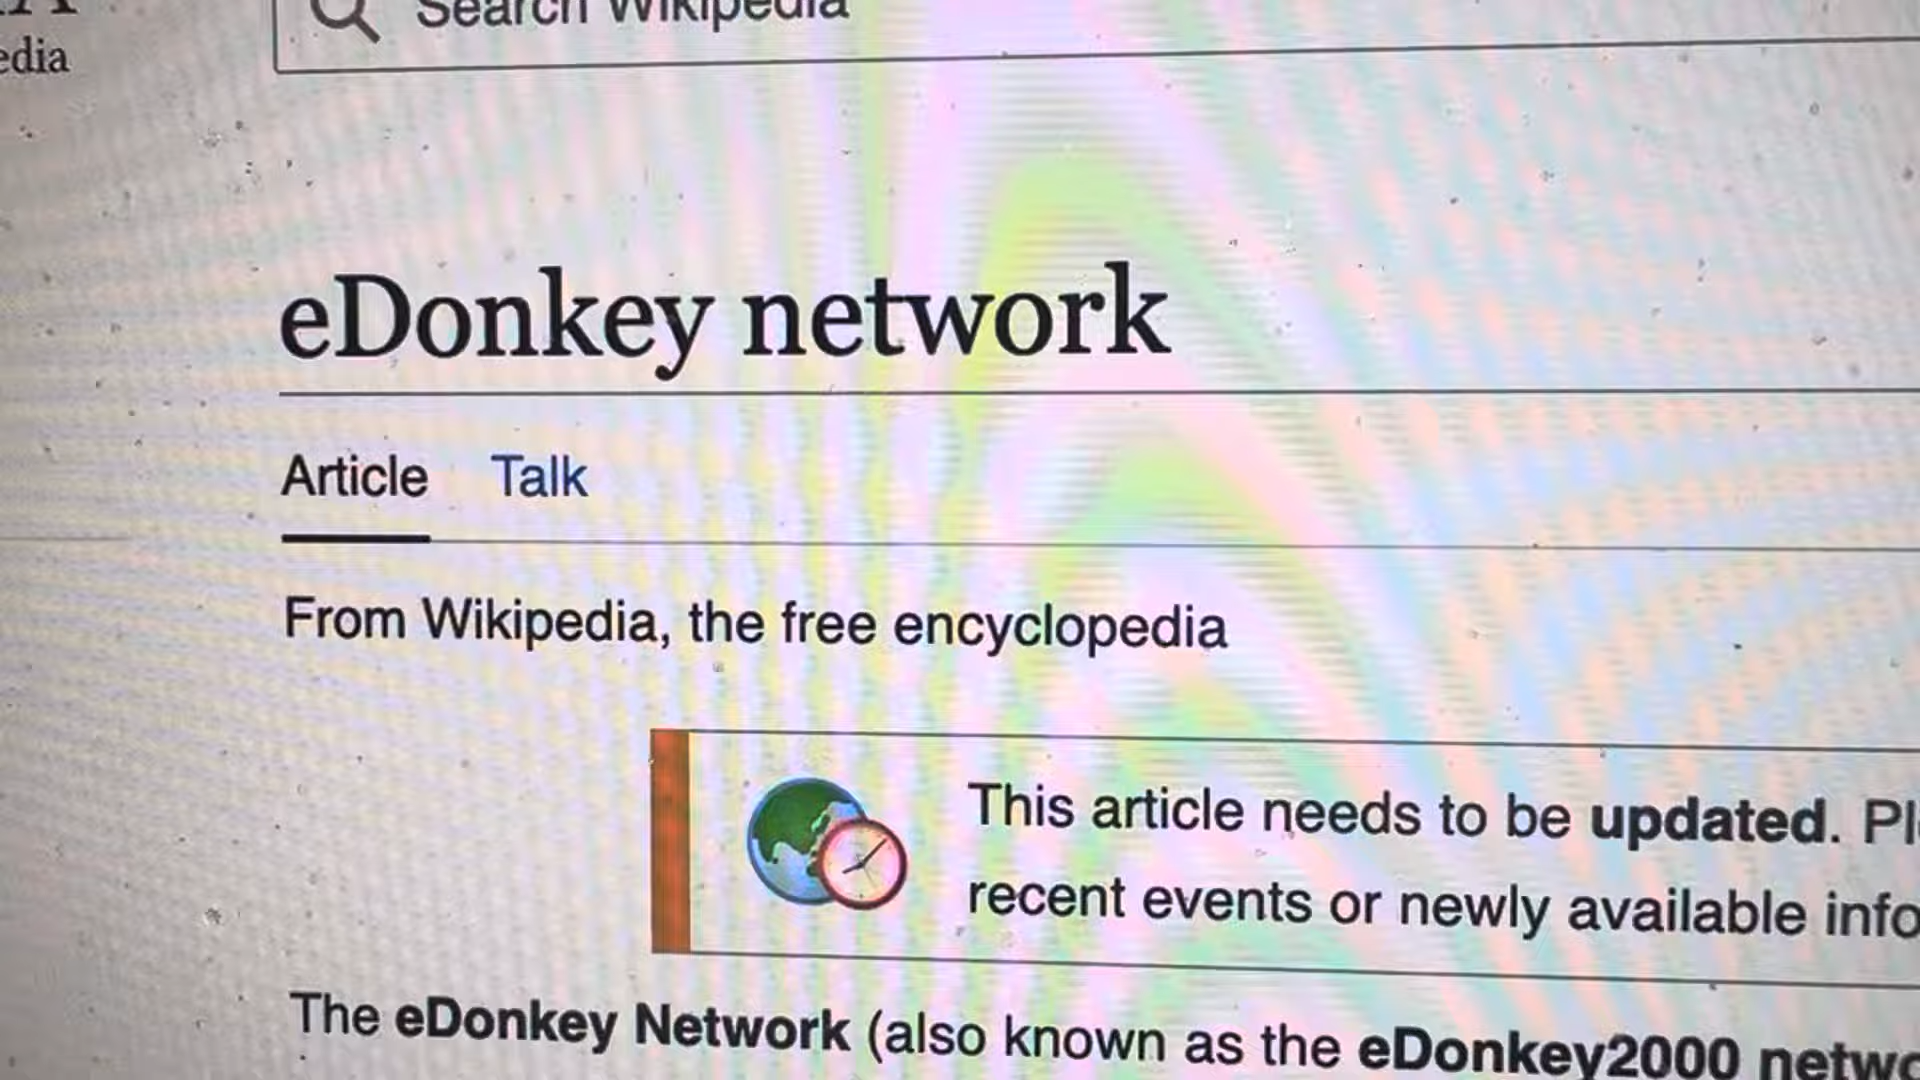 edia
Search Wikipedia
eDonkey network
Article Talk
From Wikipedia, the free encyclopedia
This article needs to be updated.
recent events or newly available
The eDonkey Network (also known as the eDonkey2000